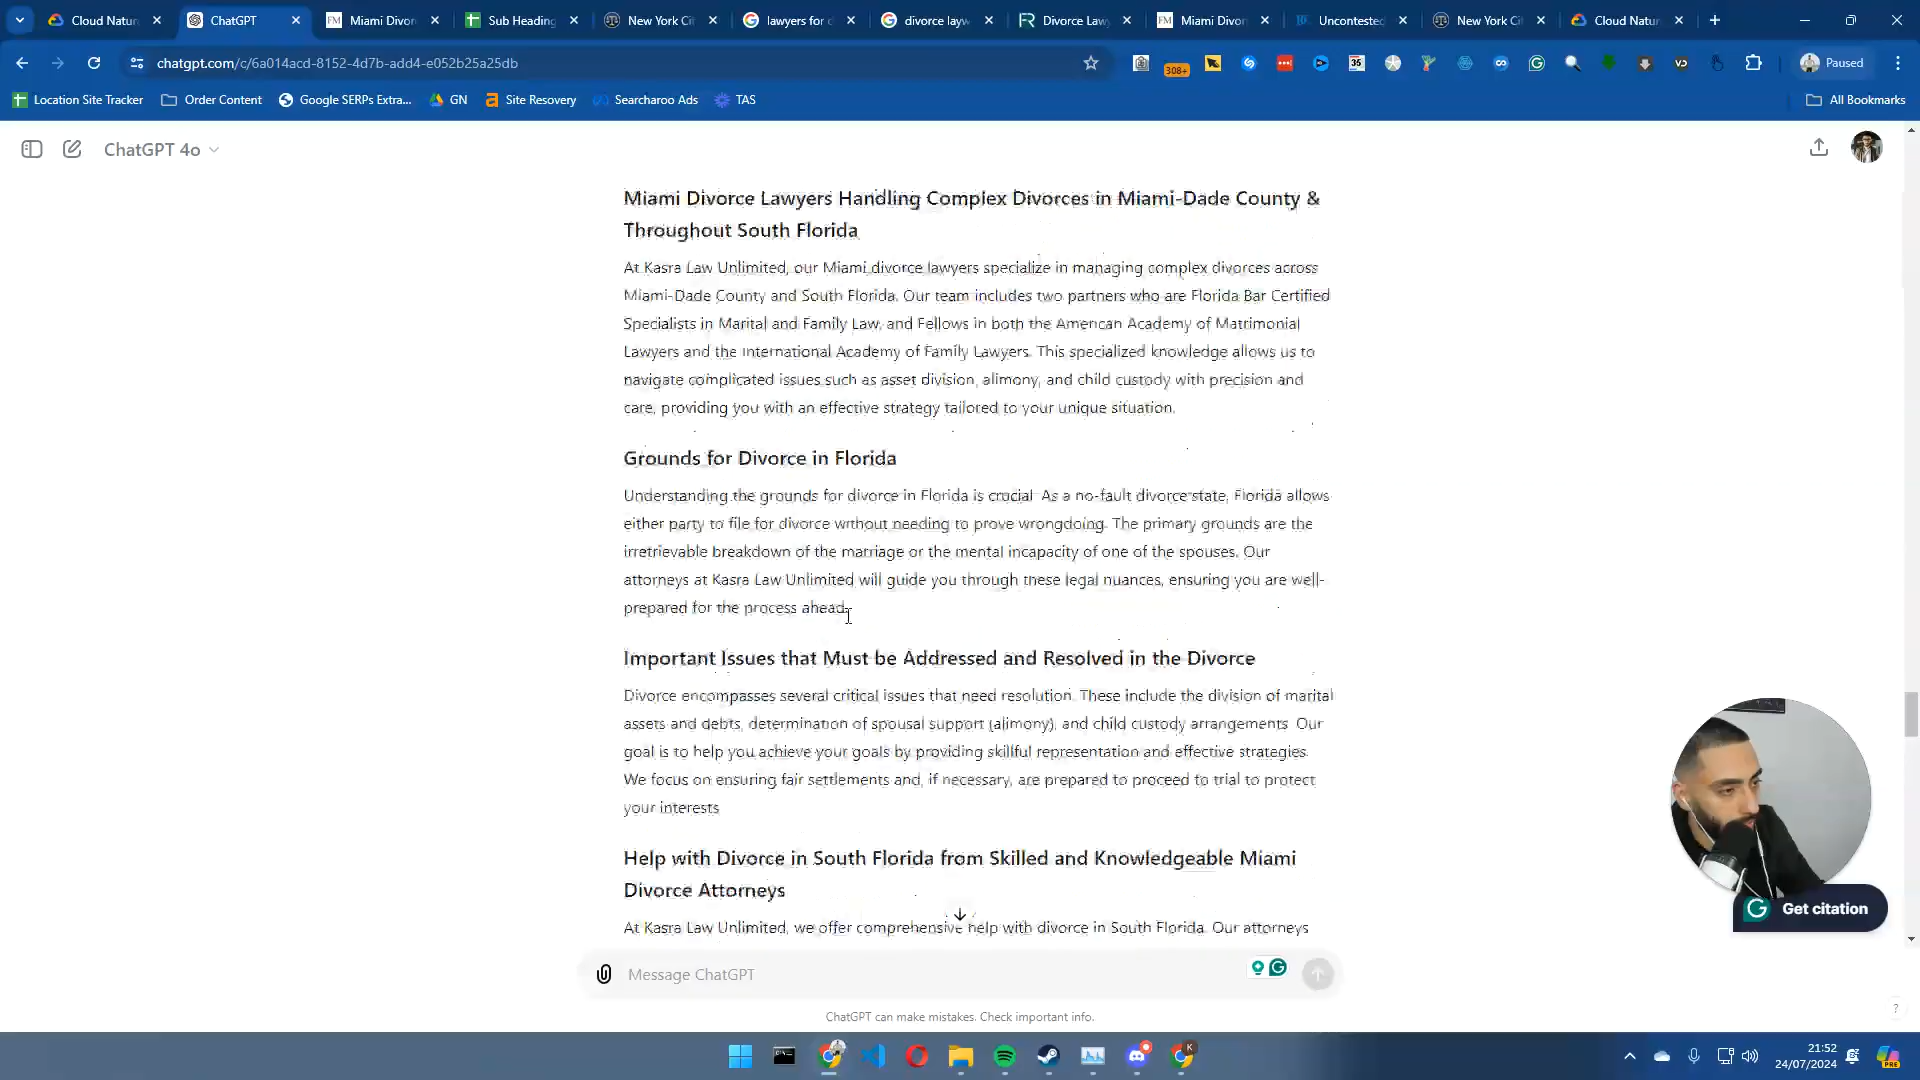 Cloud Natur
ChatGPT
Miami Divor
Sub Heading
New York Ci
lawyers for c
divorce layw
Divorce Law
Miami Divor
Uncontested
New York Ci
Cloud Natur
chatgpt.com/c/6a014acd-8152-4d7b-add4-e052b25a25db
308+
35
Paused
Location Site Tracker
Order Content
Google SERPs Extra...
GN
Site Recovery
Searcharoo Ads
TAS
All Bookmarks
ChatGPT 4o
Miami Divorce Lawyers Handling Complex Divorces in Miami-Dade County &
Throughout South Florida
At Kasra Law Unlimited, our Miami divorce lawyers specialize in managing complex divorces across
Miami-Dade County and South Florida. Our team includes two partners who are Florida Bar Certified
Specialists in Marital and Family Law, and Fellows in both the American Academy of Matrimonial
Lawyers and the International Academy of Family Lawyers. This specialized knowledge allows us to
navigate complicated issues such as asset division, alimony, and child custody with precision and
care, providing you with an effective strategy tailored to your unique situation.
Grounds for Divorce in Florida
Understanding the grounds for divorce in Florida is crucial. As a no-fault divorce state, Florida allows
either party to file for divorce without needing to prove wrongdoing. The primary grounds are the
irretrievable breakdown of the marriage or the mental incapacity of one of the spouses. Our
attorneys at Kasra Law Unlimited will guide you through these legal nuances, ensuring you are well-
prepared for the process ahead.
Important Issues that Must be Addressed and Resolved in the Divorce
Divorce encompasses several critical issues that need resolution. These include the division of marital
assets and debts, determination of spousal support (alimony), and child custody arrangements. Our
goal is to help you achieve your goals by providing skillful representation and effective strategies.
We focus on ensuring fair settlements and, if necessary, are prepared to proceed to trial to protect
your interests.
Help with Divorce in South Florida from Skilled and Knowledgeable Miami
Divorce Attorneys
At Kasra Law Unlimited, we offer comprehensive help with divorce in South Florida. Our attorneys
Get citation
Message ChatGPT
ChatGPT can make mistakes. Check important info.
?
21:52
24/07/2024